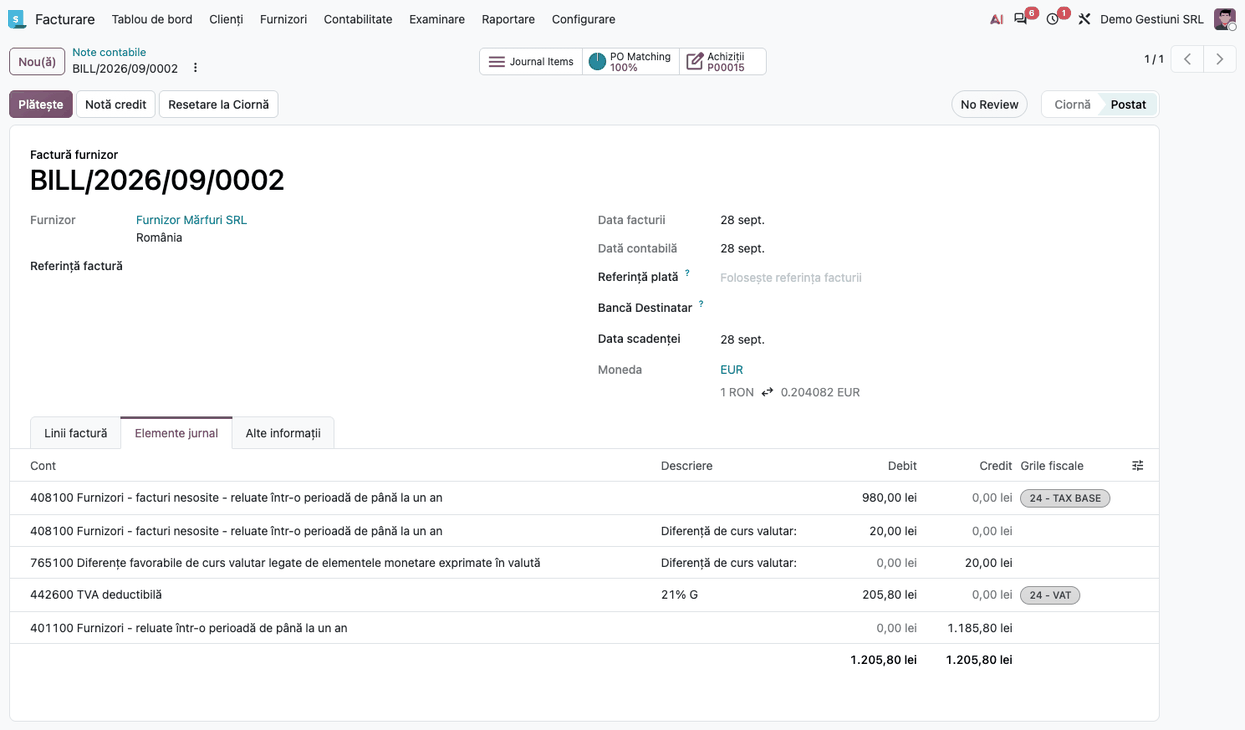 Facturare Tablou de bord Clienți Furnizori Contabilitate Examinare Raportare Configurare AI 6 1 Demo Gestiuni SRL
Nou(ă) Note contabile
BILL/2026/09/0002
Journal Items PO Matching 100% Achiziții P00015 1 / 1
Plătește Notă credit Resetare la Ciornă No Review Ciornă Postat
Factură furnizor
BILL/2026/09/0002
Furnizor Furnizor Mărfuri SRL Data facturii 28 sept.
România
Dată contabilă 28 sept.
Referință factură
Referință plată ? Folosește referința facturii
Bancă Destinatar ?
Data scadenței 28 sept.
Moneda EUR
1 RON 0.204082 EUR
Linii factură Elemente jurnal Alte informații
Cont Descriere Debit Credit Grile fiscale
408100 Furnizori - facturi nesosite - reluate într-o perioadă de până la un an 980,00 lei 0,00 lei 24 - TAX BASE
408100 Furnizori - facturi nesosite - reluate într-o perioadă de până la un an Diferență de curs valutar: 20,00 lei 0,00 lei
765100 Diferențe favorabile de curs valutar legate de elementele monetare exprimate în valută Diferență de curs valutar: 0,00 lei 20,00 lei
442600 TVA deductibilă 21% G 205,80 lei 0,00 lei 24 - VAT
401100 Furnizori - reluate într-o perioadă de până la un an 0,00 lei 1.185,80 lei
1.205,80 lei 1.205,80 lei